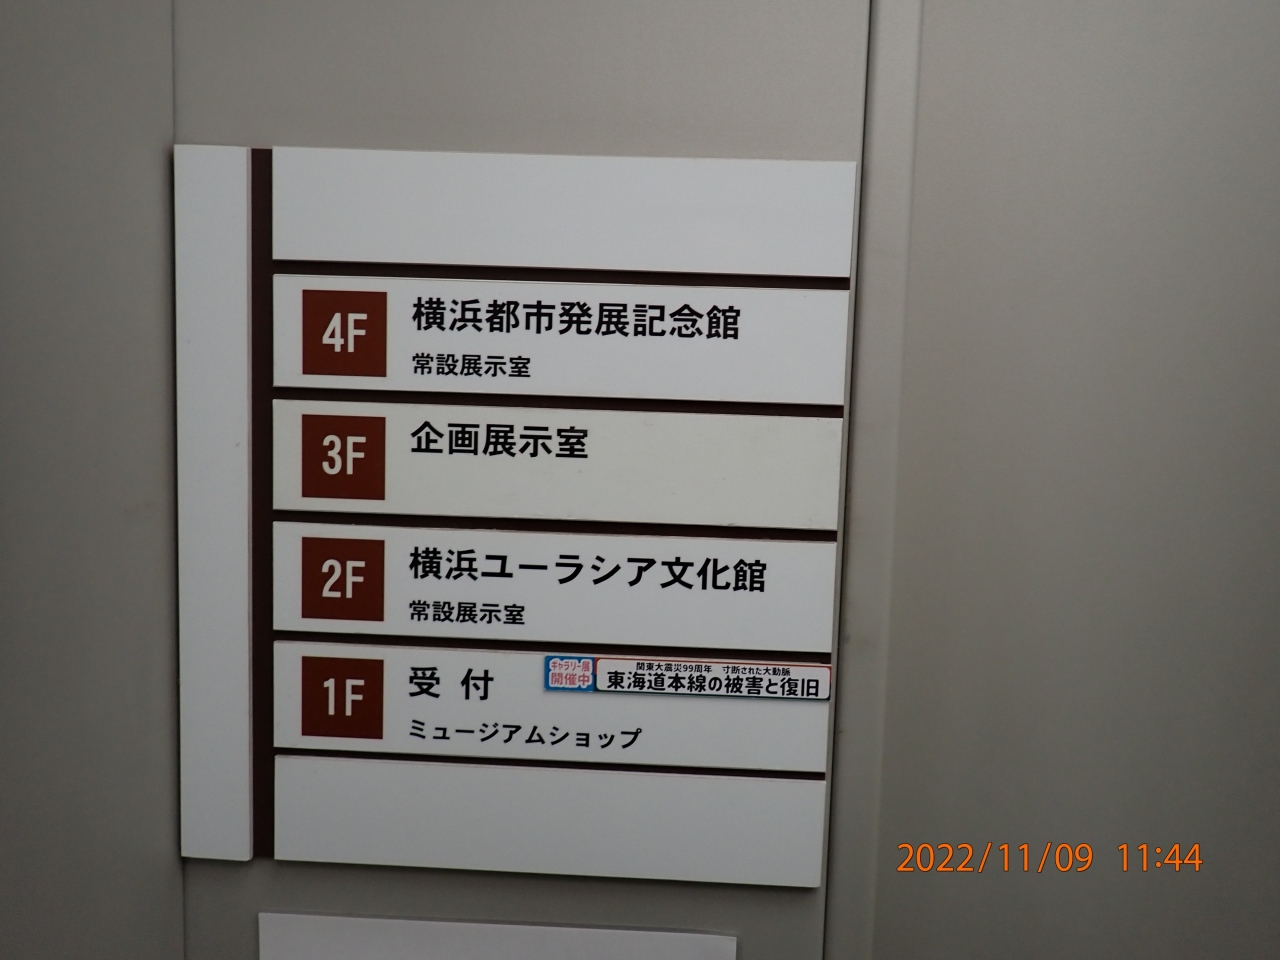 4F
横浜都市発展記念館
常設展示室
3F
企画展示室
2F
横浜ユーラシア文化館
常設展示室
1F
受付
ギャラリー展
開催中
関東大震災99周年 寸断された大動脈
東海道本線の被害と復旧
ミュージアムショップ
2022/11/09 11:44